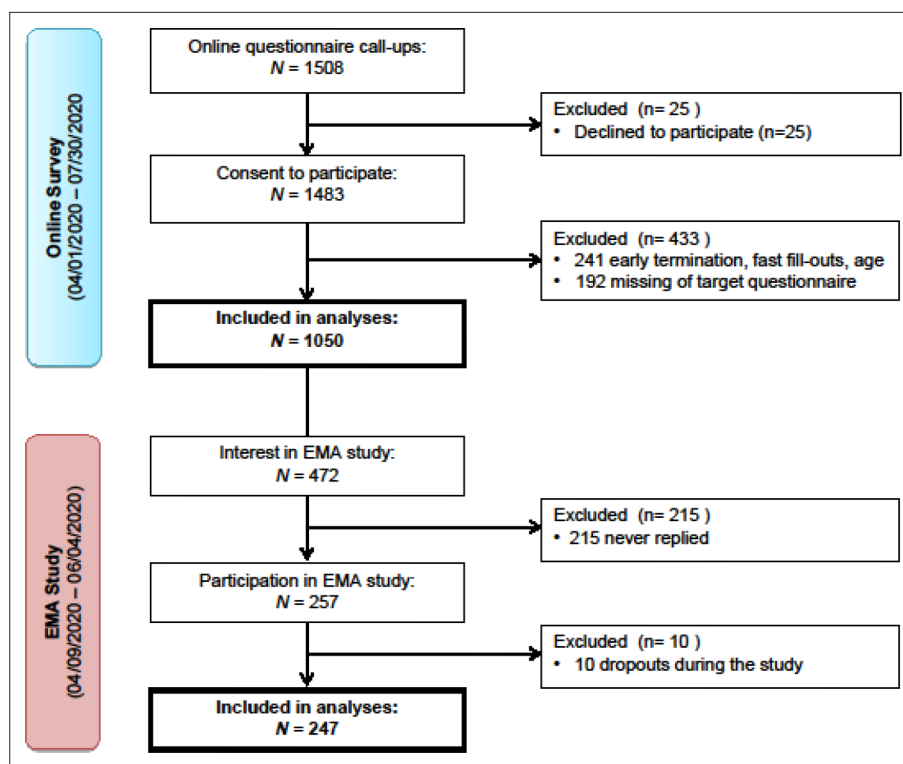 Online Survey
(04/01/2020 – 07/30/2020)
Online questionnaire call-ups:
N = 1508
Excluded (n= 25 )
• Declined to participate (n=25)
Consent to participate:
N = 1483
Excluded (n= 433 )
• 241 early termination, fast fill-outs, age
• 192 missing of target questionnaire
Included in analyses:
N = 1050
EMA Study
(04/09/2020 – 06/04/2020)
Interest in EMA study:
N = 472
Excluded (n= 215 )
• 215 never replied
Participation in EMA study:
N = 257
Excluded (n= 10 )
• 10 dropouts during the study
Included in analyses:
N = 247